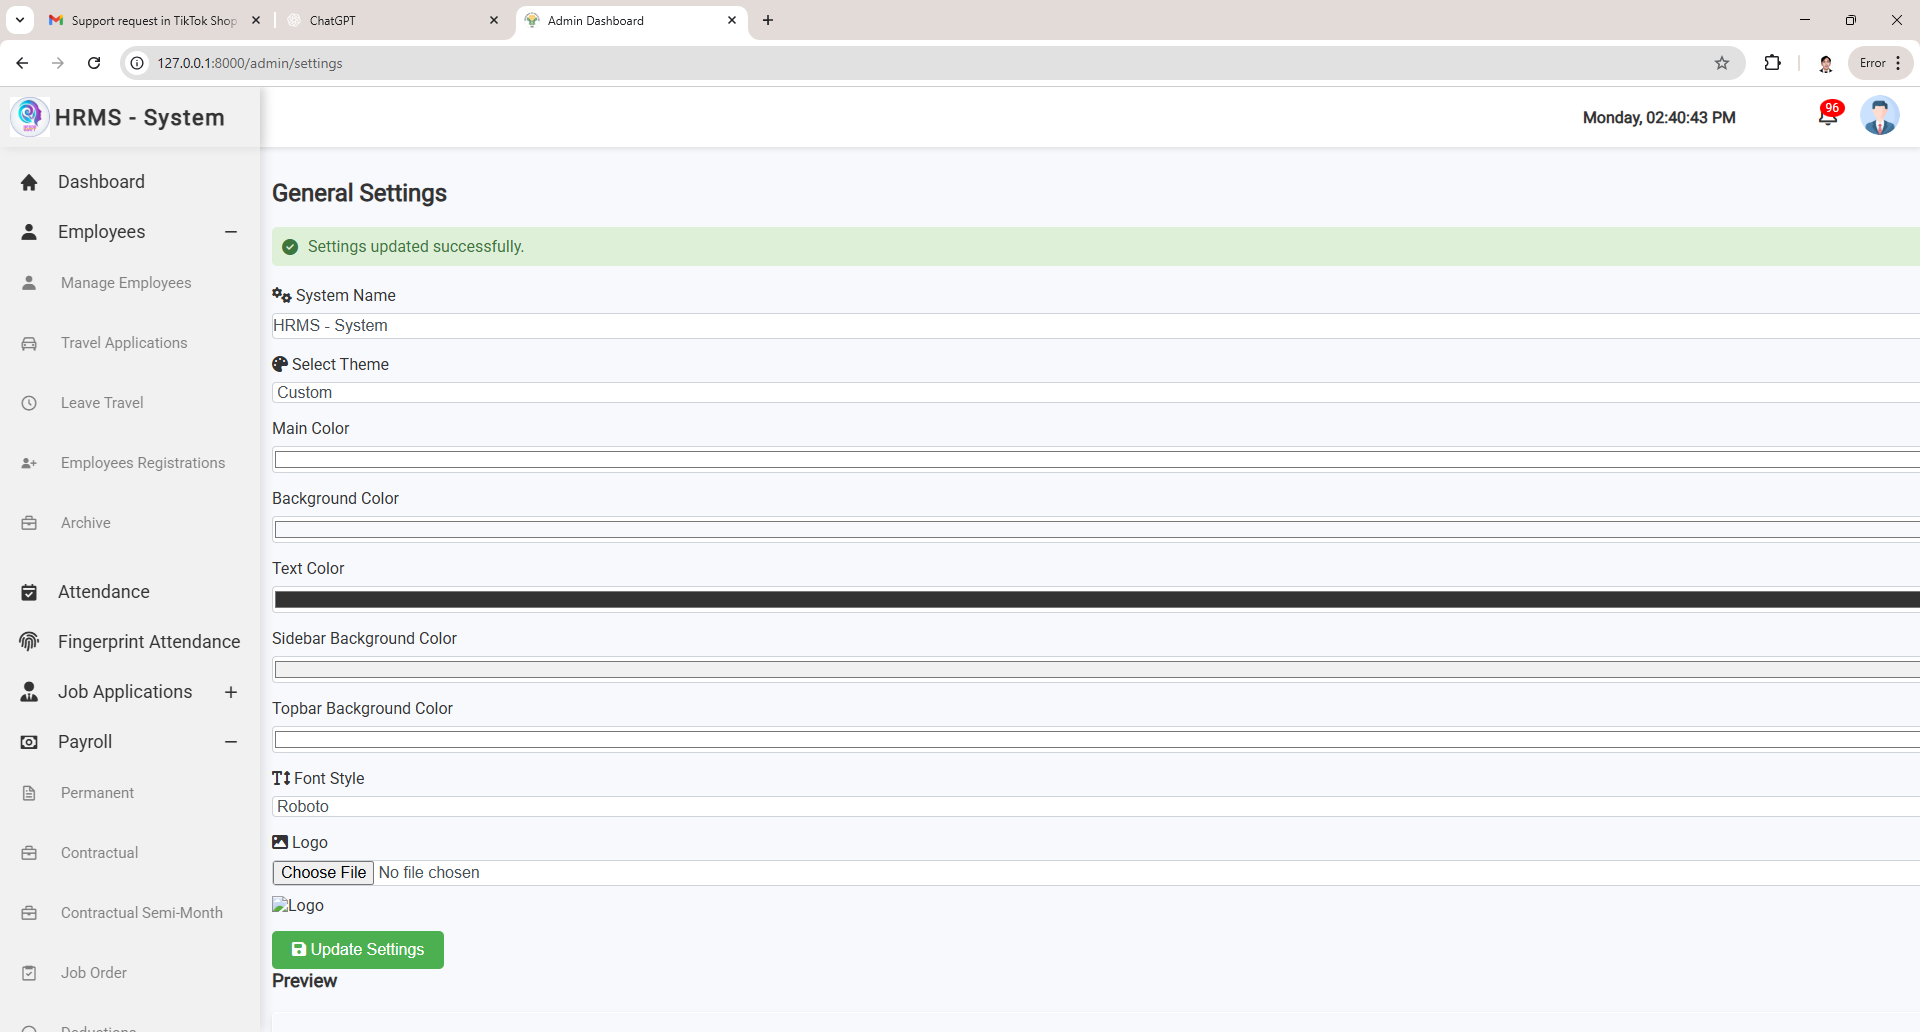 Support request in TikTok Shop
ChatGPT
Admin Dashboard
127.0.0.1:8000/admin/settings
Error
HRMS - System
Monday, 02:40:43 PM
96
Dashboard
Employees
Manage Employees
Travel Applications
Leave Travel
Employees Registrations
Archive
Attendance
Fingerprint Attendance
Job Applications
Payroll
Permanent
Contractual
Contractual Semi-Month
Job Order
Deductions
General Settings
Settings updated successfully.
System Name
HRMS - System
Select Theme
Custom
Main Color
Background Color
Text Color
Sidebar Background Color
Topbar Background Color
Font Style
Roboto
Logo
Choose File No file chosen
Logo
Update Settings
Preview